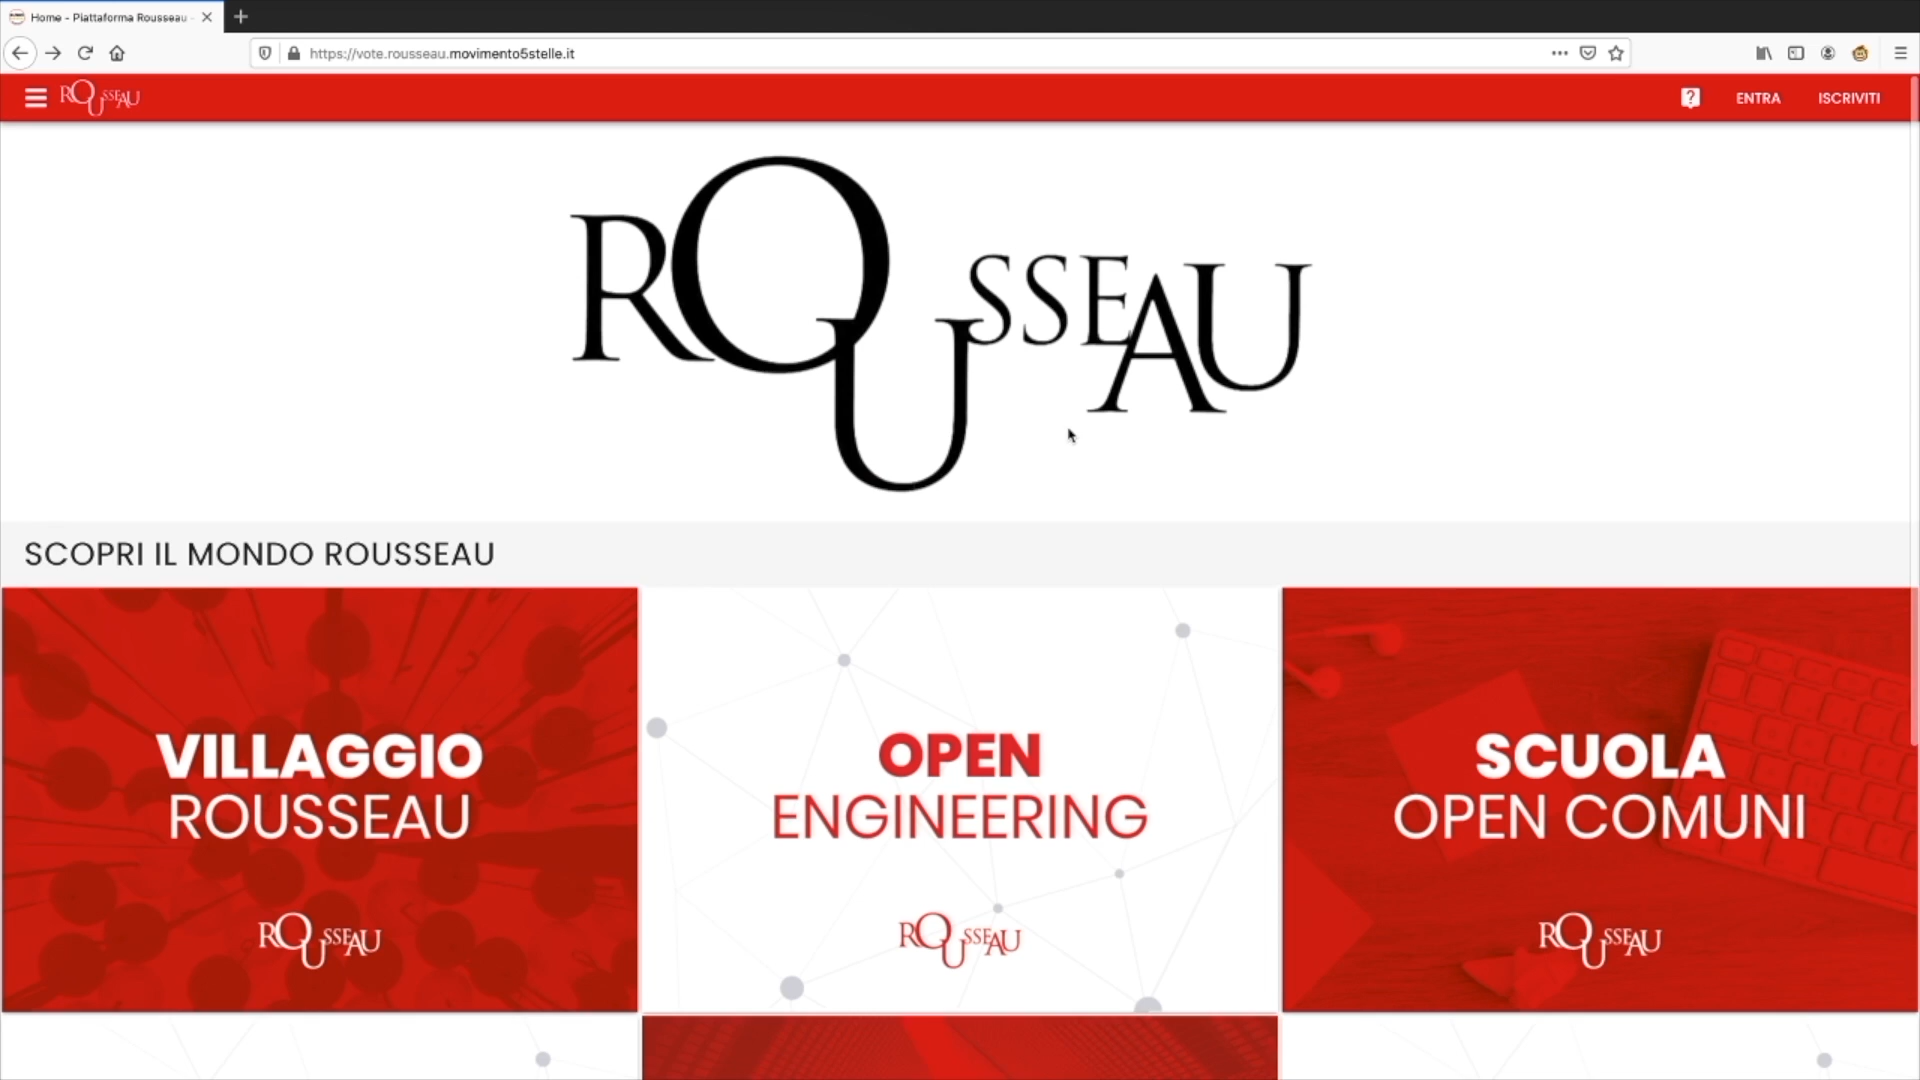 Home - Piattaforma Rousseau -
https://vote.rousseau.movimento5stelle.it
ROUSSEAU
?
ENTRA
ISCRIVITI
ROUSSEAU
SCOPRI IL MONDO ROUSSEAU
VILLAGGIO
ROUSSEAU
ROUSSEAU
OPEN
ENGINEERING
ROUSSEAU
SCUOLA
OPEN COMUNI
ROUSSEAU